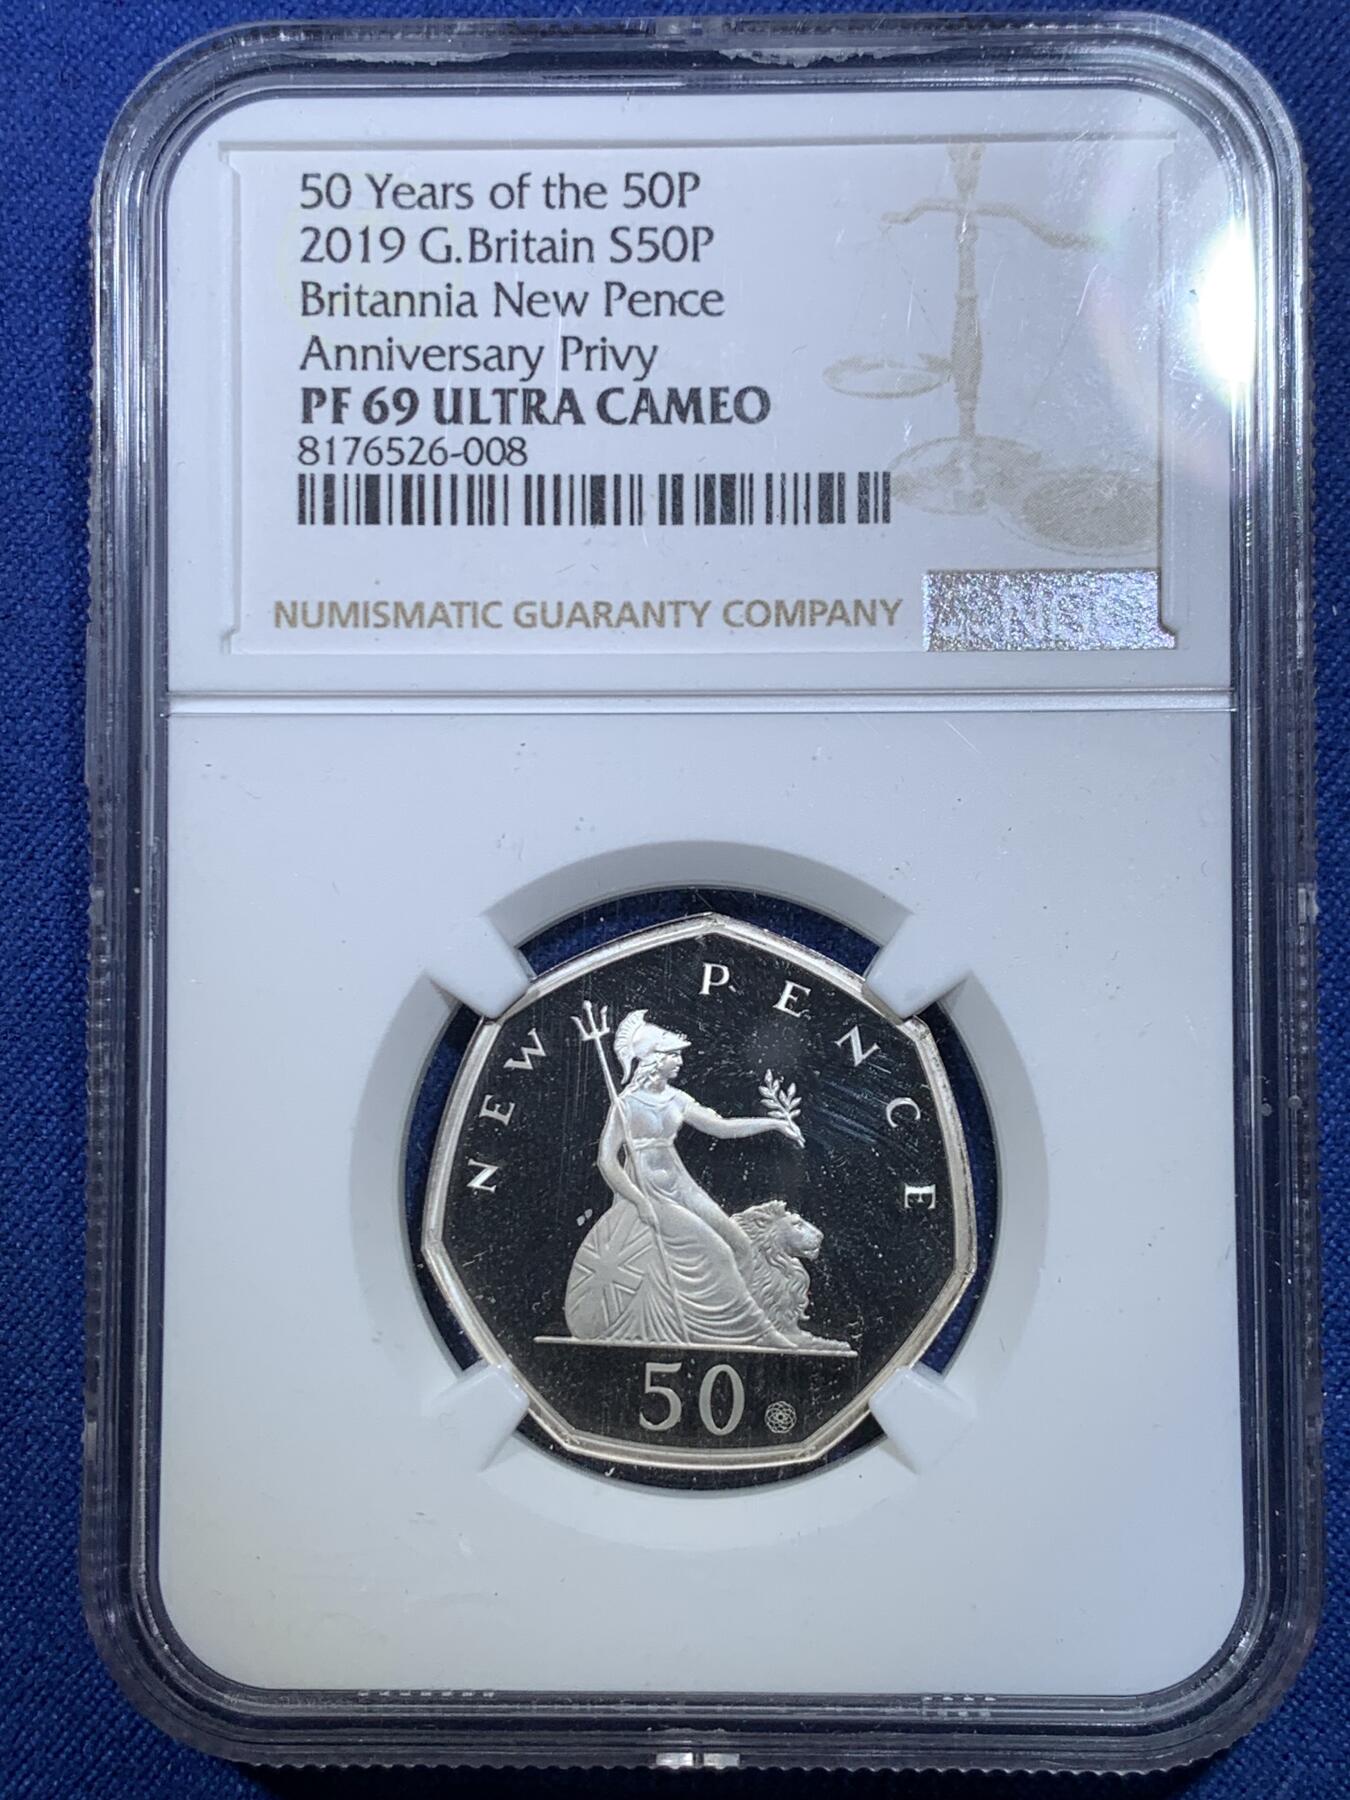 50 Years of the 50P
2019 G.Britain S50P
Britannia New Pence
Anniversary Privy
PF 69 ULTRA CAMEO
8176526-008
NUMISMATIC GUARANTY COMPANY
NEW PENCE
50